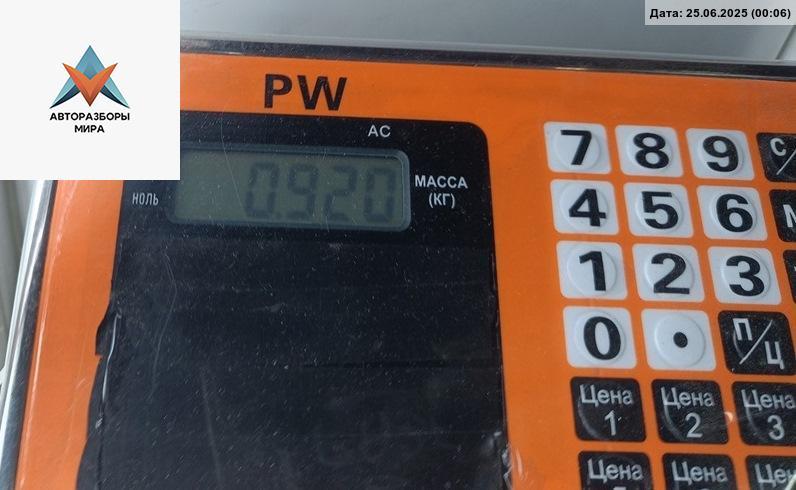 Дата: 25.06.2025 (00:06)
АВТОРАЗБОРЫ
МИРА
PW
AC
НОЛЬ
0.920
МАССА
(КГ)
7 8 9 С/
4 5 6
1 2 3
0 • П/Ц
Цена 1 Цена 2 Цена 3
Цена Цена Цен